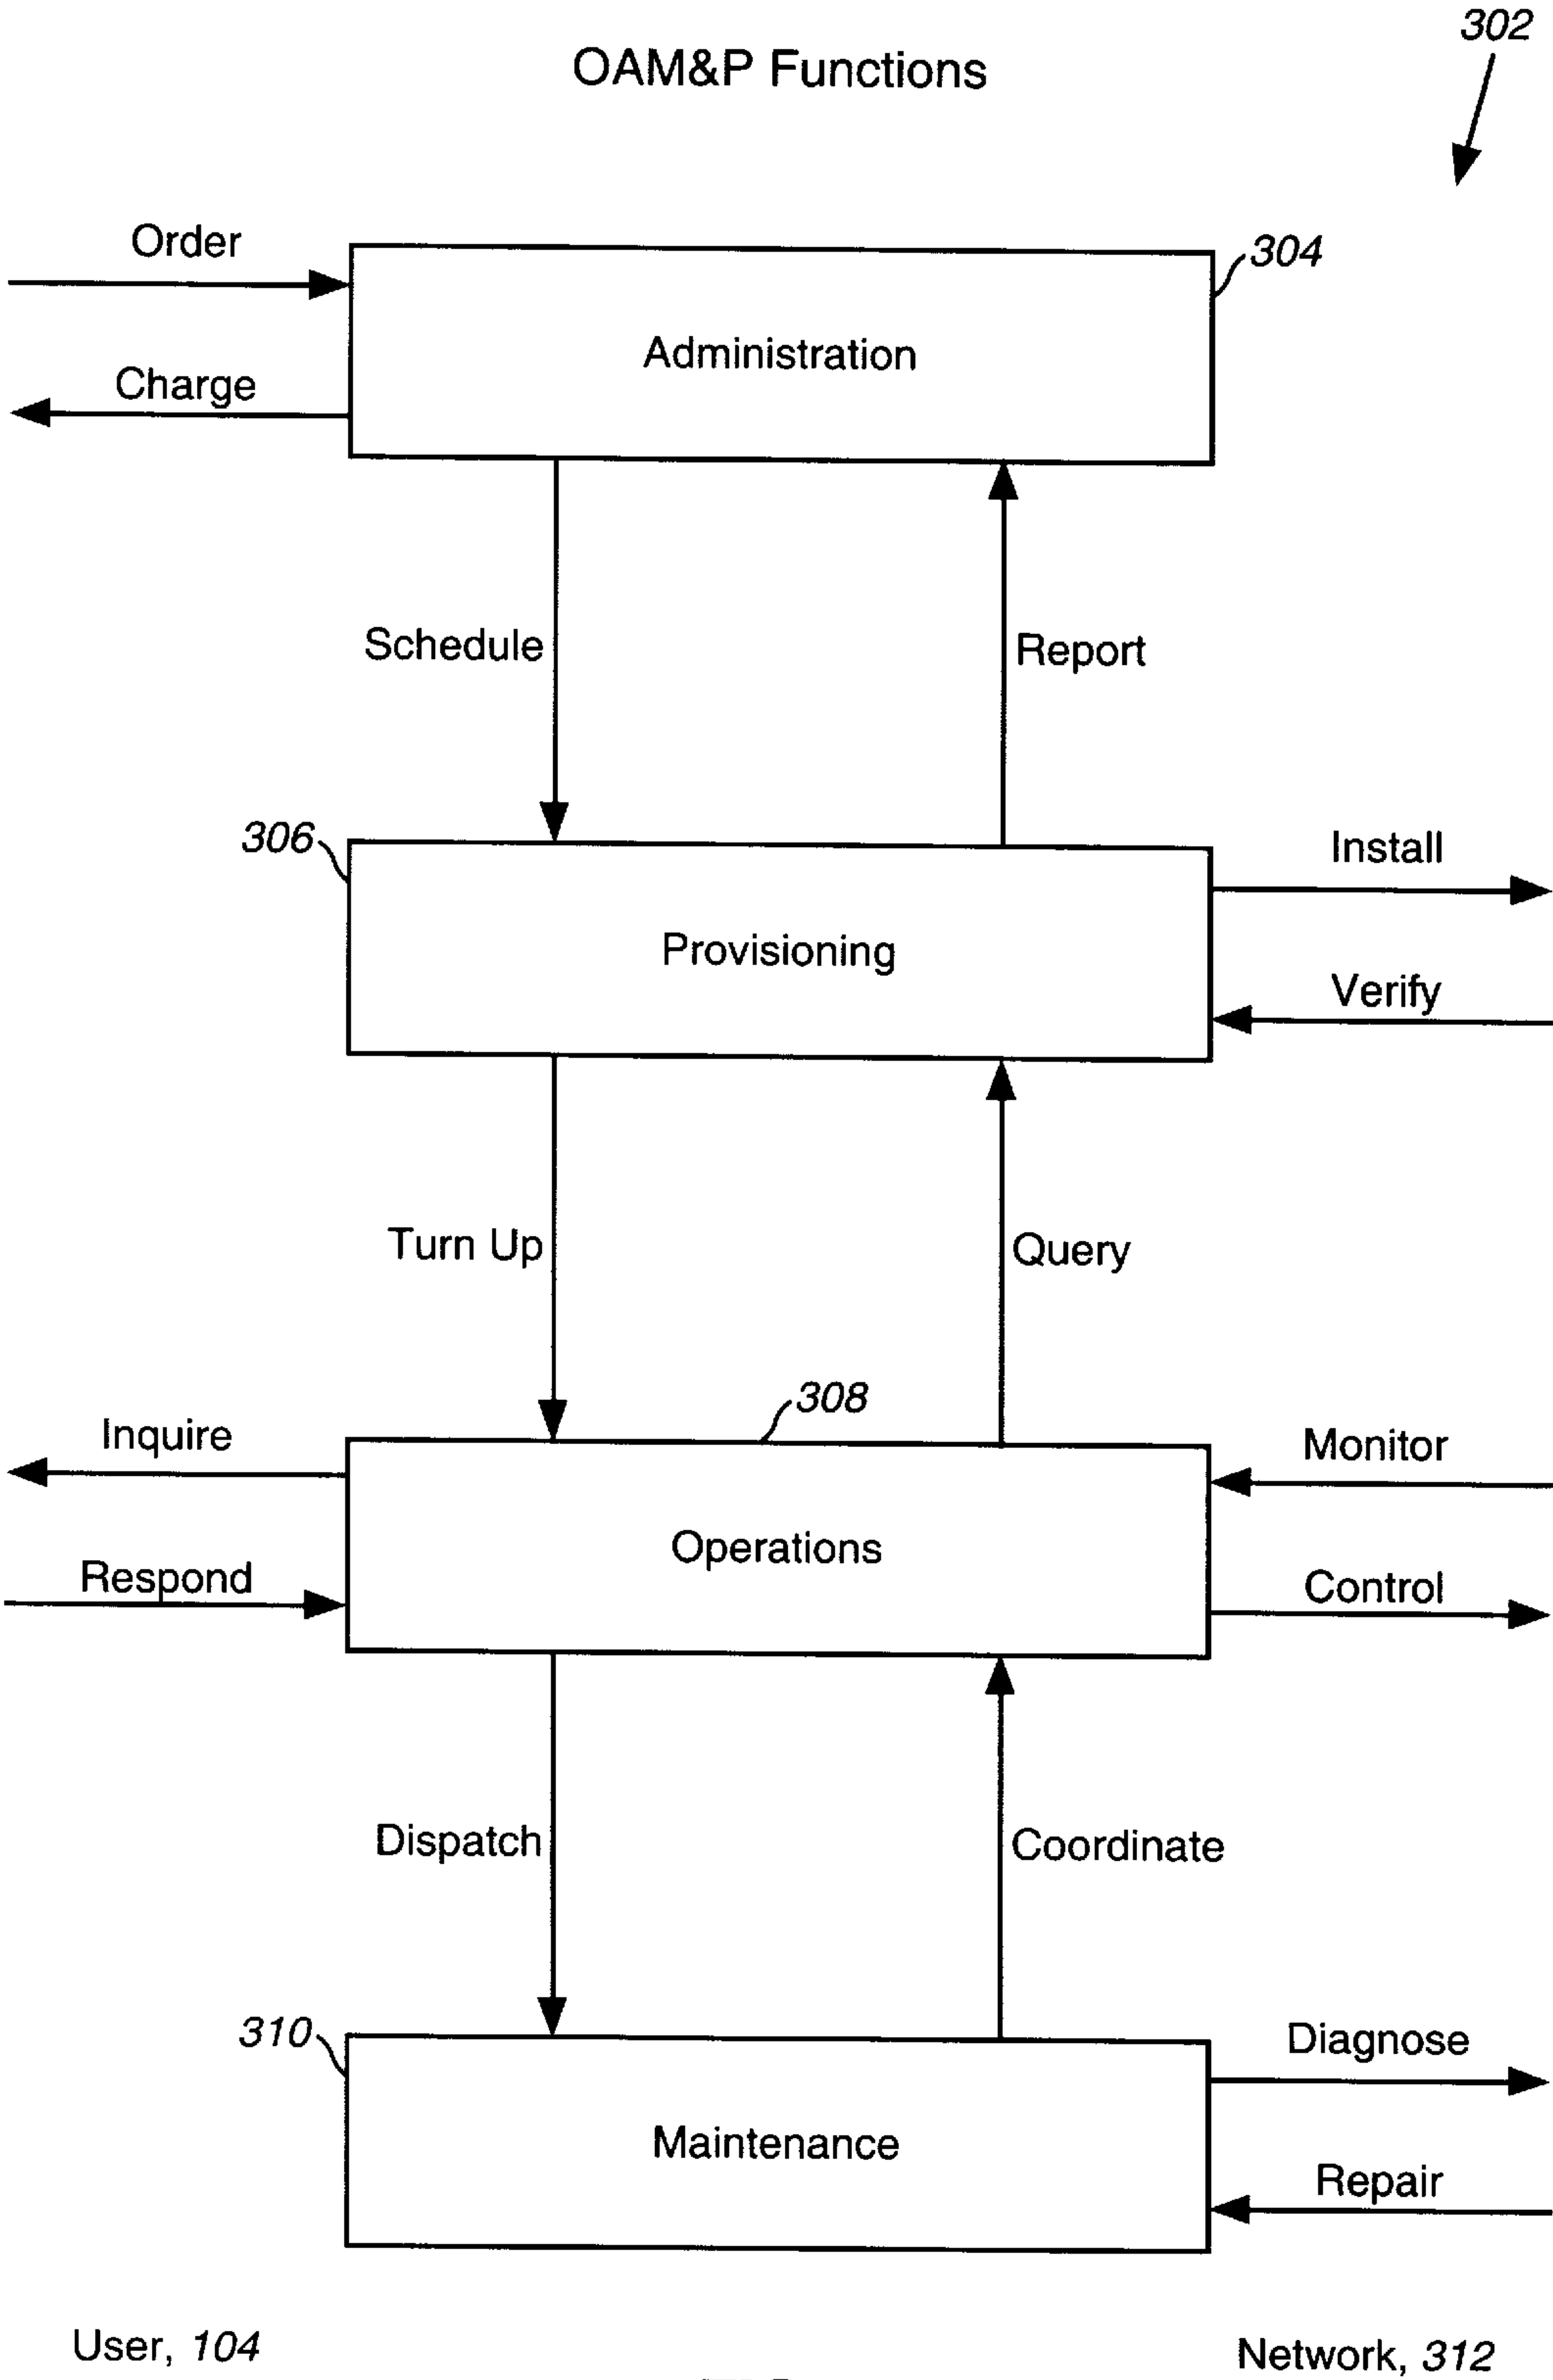 302
OAM&P Functions
Order
304
Administration
Charge
Schedule
Report
306
Install
Provisioning
Verify
Turn Up
Query
308
Inquire
Monitor
Operations
Respond
Control
Dispatch
Coordinate
310
Diagnose
Maintenance
Repair
User, 104
Network, 312